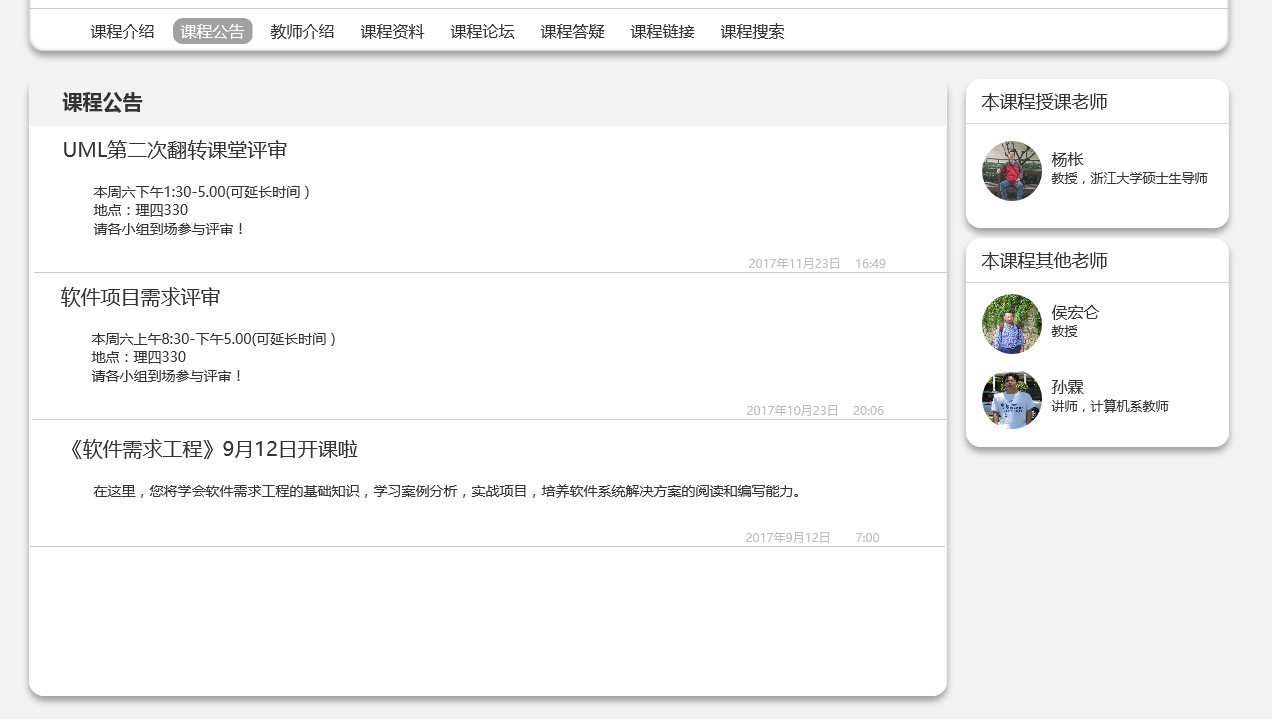 课程介绍 课程公告 教师介绍 课程资料 课程论坛 课程答疑 课程链接 课程搜索
课程公告
UML第二次翻转课堂评审
本周六下午1:30-5.00(可延长时间）
地点：理四330
请各小组到场参与评审！
2017年11月23日 16:49
软件项目需求评审
本周六上午8:30-下午5.00(可延长时间）
地点：理四330
请各小组到场参与评审！
2017年10月23日 20:06
《软件需求工程》9月12日开课啦
在这里，您将学会软件需求工程的基础知识，学习案例分析，实战项目，培养软件系统解决方案的阅读和编写能力。
2017年9月12日 7:00
本课程授课老师
杨枨
教授，浙江大学硕士生导师
本课程其他老师
侯宏仑
教授
孙霖
讲师，计算机系教师